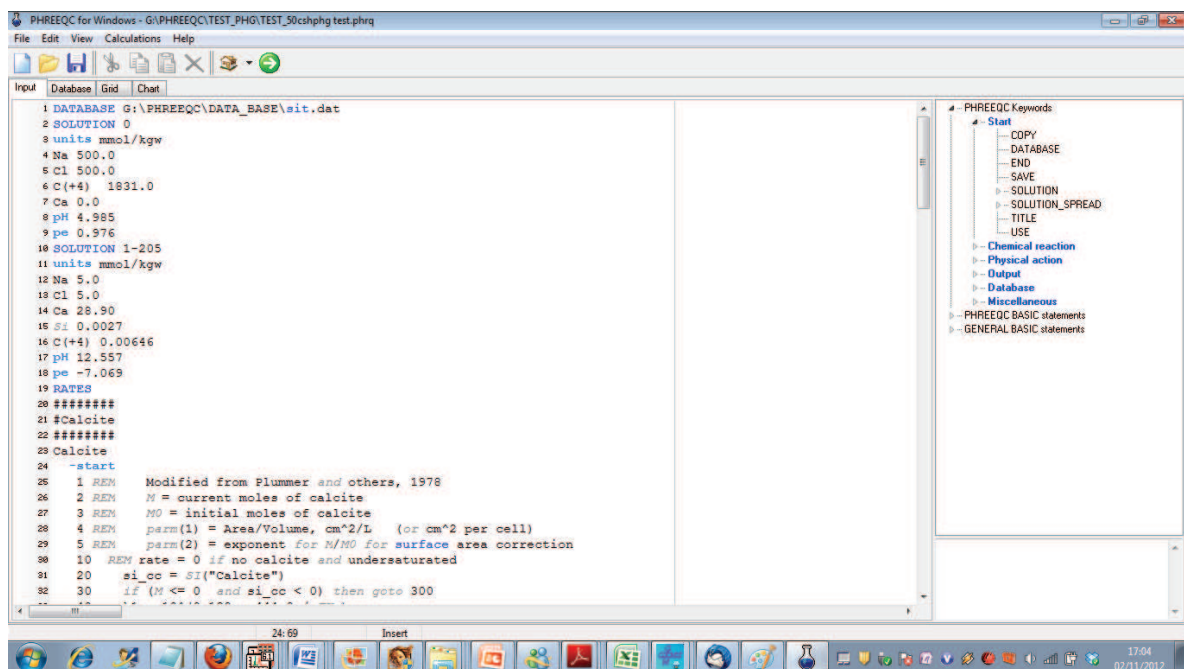 PHREEQC for Windows - G:\PHREEQC\TEST_PHG\TEST_50cshphg test.phrq
File Edit View Calculations Help
Input Database Grid Chart
1 DATABASE G:\PHREEQC\DATA_BASE\sit.dat
2 SOLUTION 0
3 units mmol/kgw
4 Na 500.0
5 Cl 500.0
6 C(+4) 1831.0
7 Ca 0.0
8 pH 4.985
9 pe 0.976
10 SOLUTION 1-205
11 units mmol/kgw
12 Na 5.0
13 Cl 5.0
14 Ca 28.90
15 Si 0.0027
16 C(+4) 0.00646
17 pH 12.557
18 pe -7.069
19 RATES
20 ########
21 #Calcite
22 ########
23 Calcite
24 -start
25 1 REM Modified from Plummer and others, 1978
26 2 REM M = current moles of calcite
27 3 REM M0 = initial moles of calcite
28 4 REM parm(1) = Area/Volume, cm^2/L (or cm^2 per cell)
29 5 REM parm(2) = exponent for M/M0 for surface area correction
30 10 REM rate = 0 if no calcite and undersaturated
31 20 si_cc = SI("Calcite")
32 30 if (M <= 0 and si_cc < 0) then goto 300
PHREEQC Keywords
Start
COPY
DATABASE
END
SAVE
SOLUTION
SOLUTION_SPREAD
TITLE
USE
Chemical reaction
Physical action
Output
Database
Miscellaneous
PHREEQC BASIC statements
GENERAL BASIC statements
24: 69 Insert
17:04
02/11/2012